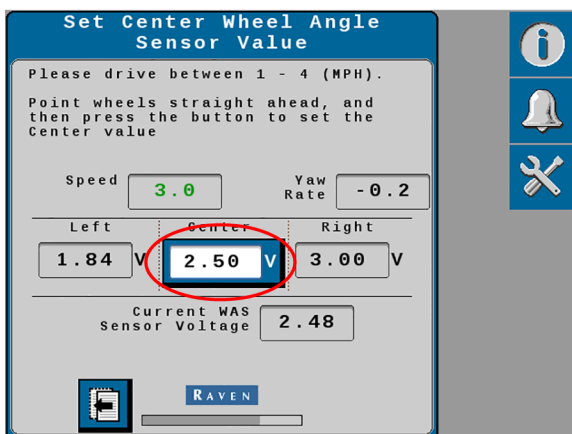 Set Center Wheel Angle
Sensor Value
Please drive between 1 - 4 (MPH).
Point wheels straight ahead, and
then press the button to set the
Center value
Speed 3.0 Yaw Rate -0.2
Left Center Right
1.84 V 2.50 V 3.00 V
Current WAS
Sensor Voltage 2.48
RAVEN